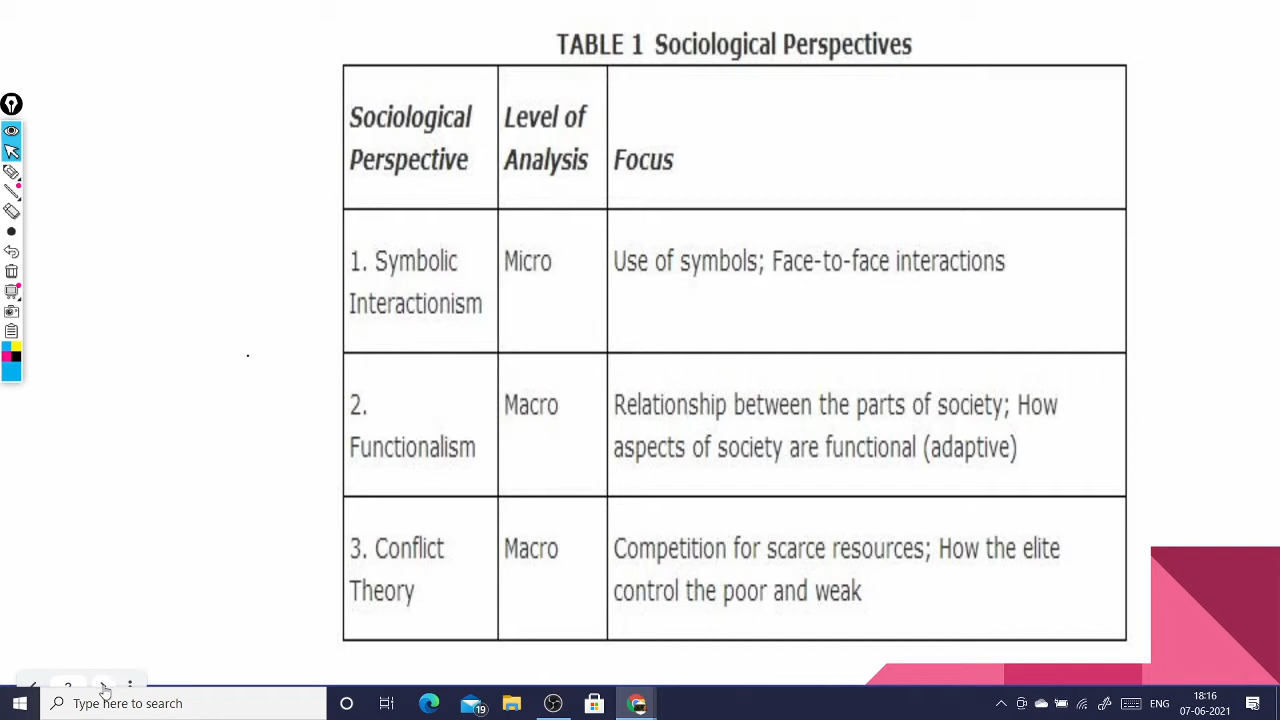 TABLE 1 Sociological Perspectives
Sociological Perspective
Level of Analysis
Focus
1. Symbolic Interactionism
Micro
Use of symbols; Face-to-face interactions
2. Functionalism
Macro
Relationship between the parts of society; How
aspects of society are functional (adaptive)
3. Conflict Theory
Macro
Competition for scarce resources; How the elite
control the poor and weak
Type here to search
19
ENG
18:16
07-06-2021